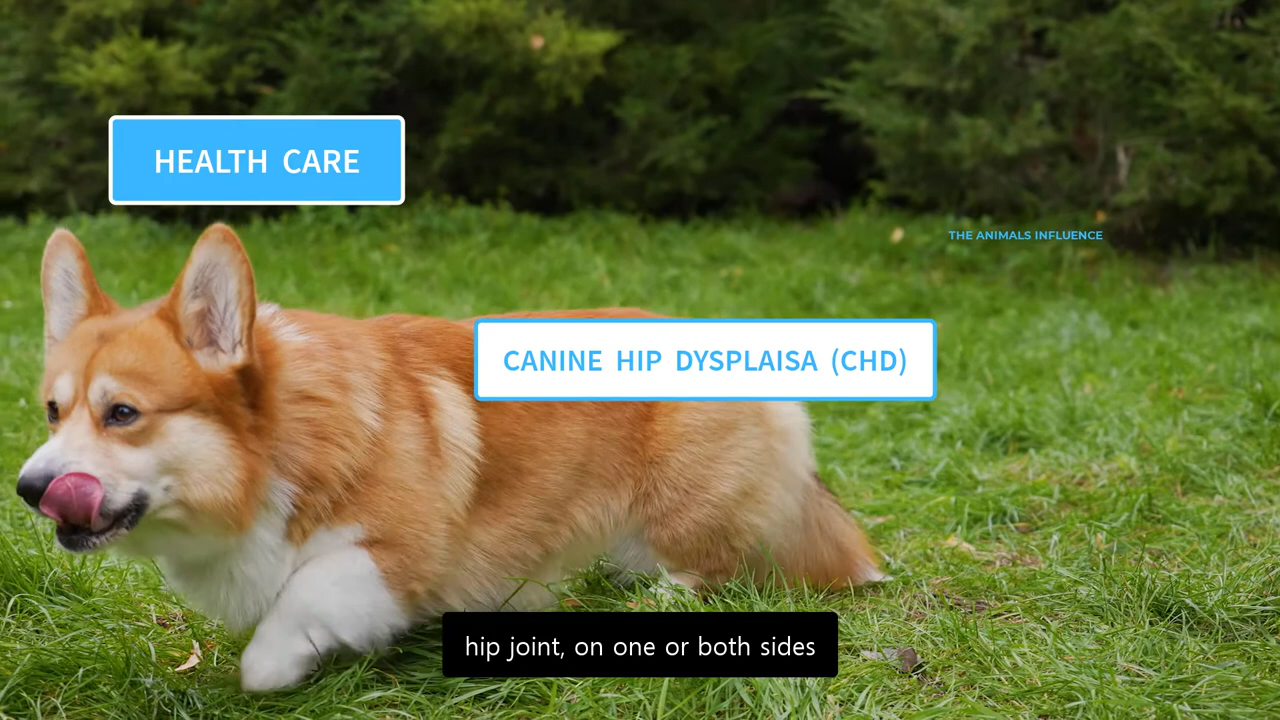 HEALTH CARE
THE ANIMALS INFLUENCE
CANINE HIP DYSPLAISA (CHD)
hip joint, on one or both sides